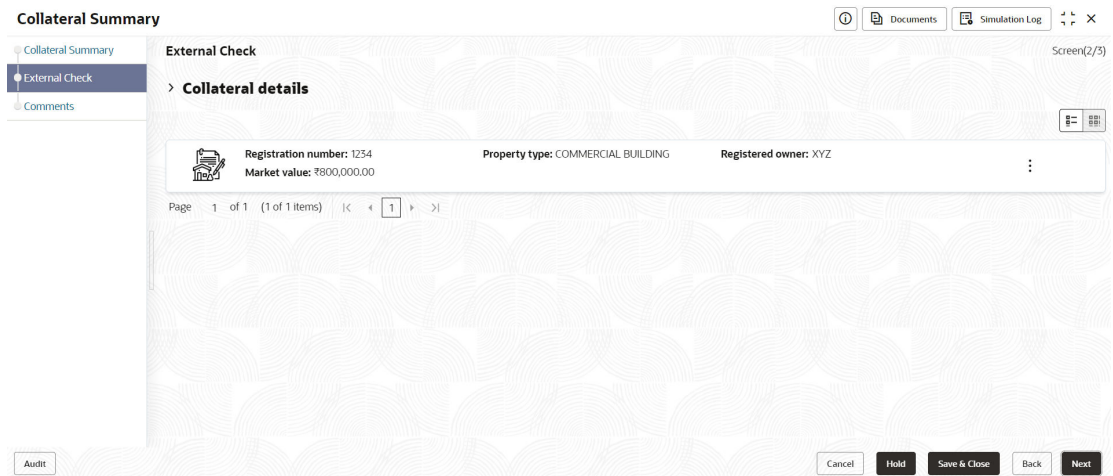 Collateral Summary
Documents
Simulation Log
Collateral Summary
External Check
Comments
External Check
Screen(2/3)
Collateral details
Registration number: 1234 Property type: COMMERCIAL BUILDING Registered owner: XYZ
Market value: ₹800,000.00
Page 1 of 1 (1 of 1 items) 1
Audit
Cancel Hold Save & Close Back Next